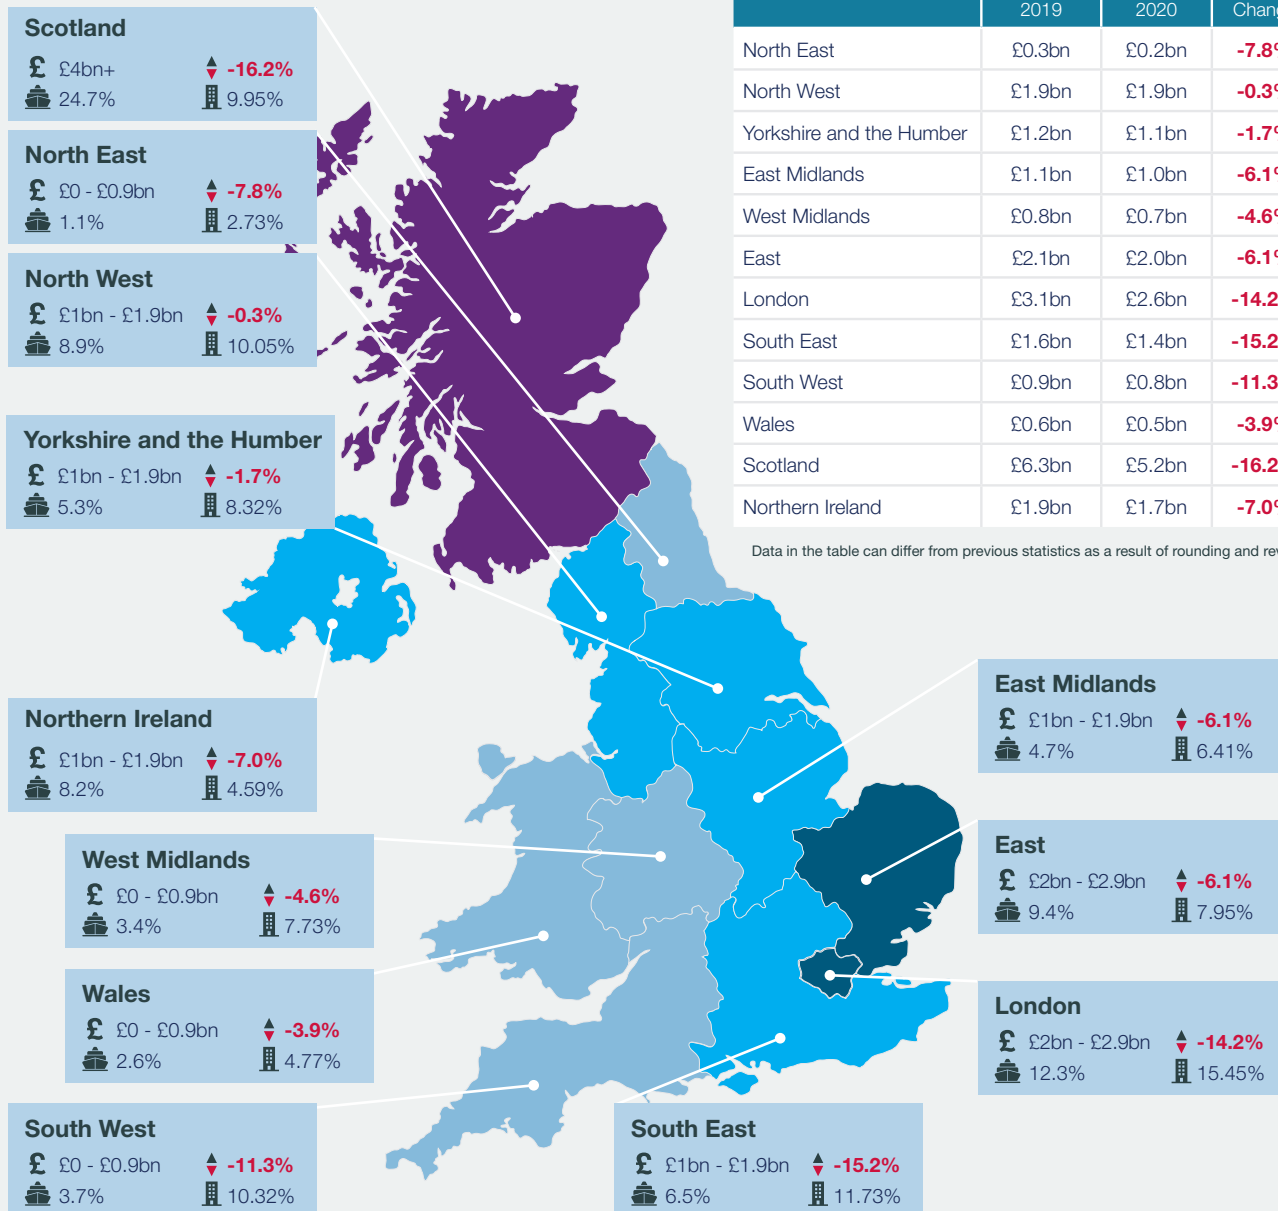 Scotland
£ £4bn+ -16.2%
24.7% 9.95%
North East
£ £0 - £0.9bn -7.8%
1.1% 2.73%
North West
£ £1bn - £1.9bn -0.3%
8.9% 10.05%
Yorkshire and the Humber
£ £1bn - £1.9bn -1.7%
5.3% 8.32%
Northern Ireland
£ £1bn - £1.9bn -7.0%
8.2% 4.59%
West Midlands
£ £0 - £0.9bn -4.6%
3.4% 7.73%
Wales
£ £0 - £0.9bn -3.9%
2.6% 4.77%
South West
£ £0 - £0.9bn -11.3%
3.7% 10.32%
South East
£ £1bn - £1.9bn -15.2%
6.5% 11.73%
2019 2020
North East £0.3bn £0.2bn -7.8%
North West £1.9bn £1.9bn -0.3%
Yorkshire and the Humber £1.2bn £1.1bn -1.7%
East Midlands £1.1bn £1.0bn -6.1%
West Midlands £0.8bn £0.7bn -4.6%
East £2.1bn £2.0bn -6.1%
London £3.1bn £2.6bn -14.2
South East £1.6bn £1.4bn -15.2
South West £0.9bn £0.8bn -11.3
Wales £0.6bn £0.5bn -3.9%
Scotland £6.3bn £5.2bn -16.2
Northern Ireland £1.9bn £1.7bn -7.0%
Data in the table can differ from previous statistics as a result of rounding and
East Midlands
£ £1bn - £1.9bn -6.1%
4.7% 6.41%
East
£ £2bn - £2.9bn -6.1%
9.4% 7.95%
London
£ £2bn - £2.9bn -14.2%
12.3% 15.45%